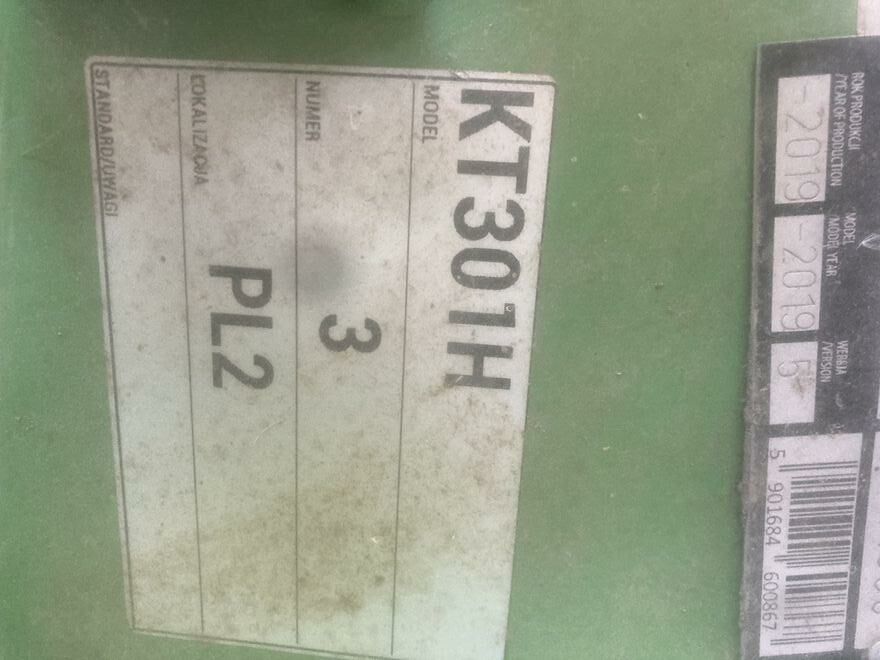 MODEL
KT301H
NUMER
3
LOKALIZACJA
PL2
STANDARD/UWAGI
ROK PRODUKCJI
/YEAR OF PRODUCTION
-2019-
MODEL
/MODEL YEAR
-2019
WERSJA
/VERSION
5
5 901684 600867